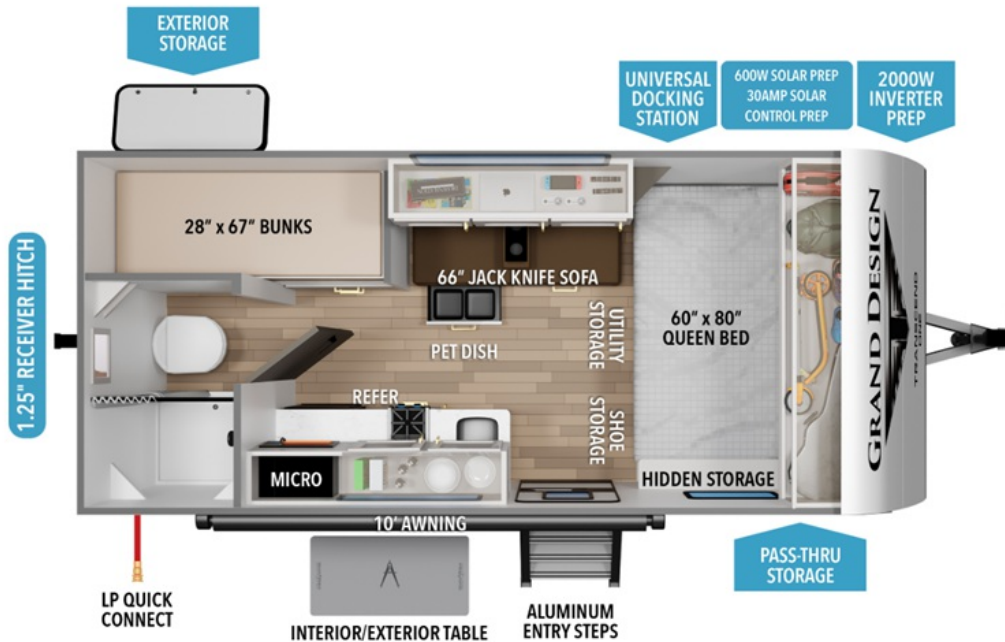 EXTERIOR
STORAGE
UNIVERSAL
DOCKING
STATION
600W SOLAR PREP
30AMP SOLAR
CONTROL PREP
2000W
INVERTER
PREP
28" x 67" BUNKS
66" JACK KNIFE SOFA
1.25" RECEIVER HITCH
60" x 80"
QUEEN BED
UTILITY
STORAGE
PET DISH
REFER
SHOE
STORAGE
MICRO
HIDDEN STORAGE
GRAND DESIGN
TRANSCEND
ONE
10' AWNING
PASS-THRU
STORAGE
LP QUICK
CONNECT
INTERIOR/EXTERIOR TABLE
ALUMINUM
ENTRY STEPS